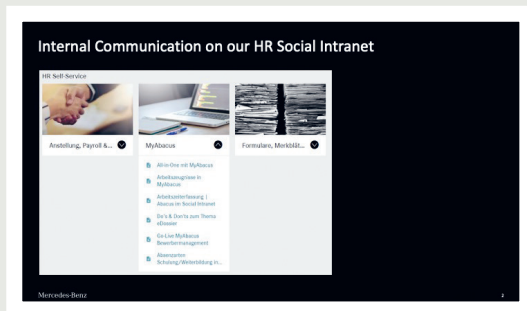 Internal Communication on our HR Social Intranet
HR Self-Service
Anstellung, Payroll &...
MyAbacus
Formulare, Merkblät...
All-in-One mit MyAbacus
Arbeitszeugnisse in
MyAbacus
Arbeitszeiterfassung |
Abacus im Social Intranet
Do's & Don'ts zum Thema
eDossier
Go-Live MyAbacus
Bewerbermanagement
Absenzarten
Schulung/Weiterbildung in...
Mercedes-Benz
2